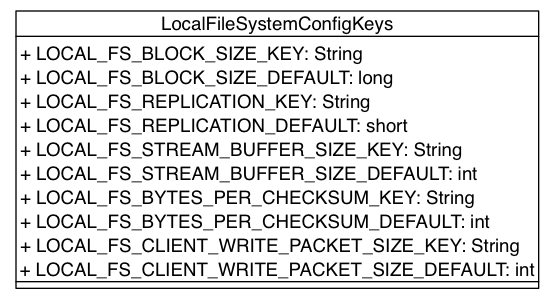 LocalFileSystemConfigKeys
+ LOCAL_FS_BLOCK_SIZE_KEY: String
+ LOCAL_FS_BLOCK_SIZE_DEFAULT: long
+ LOCAL_FS_REPLICATION_KEY: String
+ LOCAL_FS_REPLICATION_DEFAULT: short
+ LOCAL_FS_STREAM_BUFFER_SIZE_KEY: String
+ LOCAL_FS_STREAM_BUFFER_SIZE_DEFAULT: int
+ LOCAL_FS_BYTES_PER_CHECKSUM_KEY: String
+ LOCAL_FS_BYTES_PER_CHECKSUM_DEFAULT: int
+ LOCAL_FS_CLIENT_WRITE_PACKET_SIZE_KEY: String
+ LOCAL_FS_CLIENT_WRITE_PACKET_SIZE_DEFAULT: int